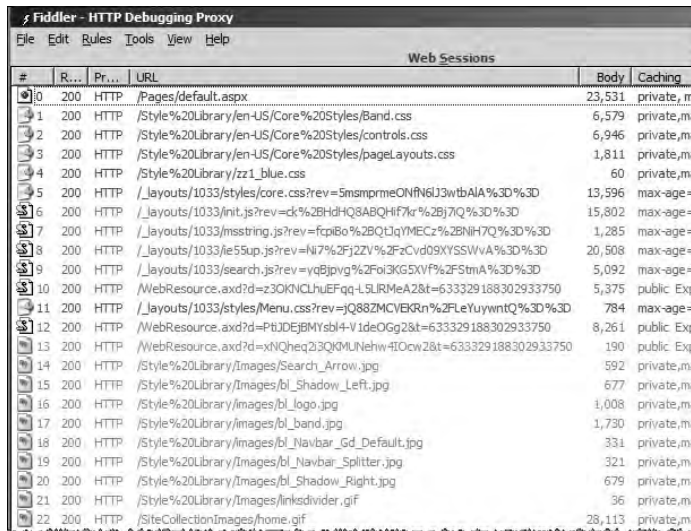 Fiddler - HTTP Debugging Proxy
File Edit Rules Tools View Help
Web Sessions
# R... Pr... URL Body Caching
0 200 HTTP /Pages/default.aspx 23,531 private, m
1 200 HTTP /Style%20Library/en-US/Core%20Styles/Band.css 6,579 private,m
2 200 HTTP /Style%20Library/en-US/Core%20Styles/controls.css 6,946 private,m
3 200 HTTP /Style%20Library/en-US/Core%20Styles/pageLayouts.css 1,811 private,m
4 200 HTTP /Style%20Library/zz1_blue.css 60 private,m
5 200 HTTP /_layouts/1033/styles/core.css?rev=5msmprmeONfN6lJ3wtbAlA%3D%3D 13,596 max-age=
6 200 HTTP /_layouts/1033/init.js?rev=ck%2BHdHQ8ABQHif7kr%2Bj7iQ%3D%3D 15,802 max-age=
7 200 HTTP /_layouts/1033/msstring.js?rev=fcpiBo%2BQtJqYMECz%2BNiH7Q%3D%3D 1,285 max-age=
8 200 HTTP /_layouts/1033/ie55up.js?rev=Ni7%2Fj2ZV%2FzCvd09XYSSWvA%3D%3D 20,508 max-age=
9 200 HTTP /_layouts/1033/search.js?rev=yqBjpvg%2Foi3KG5XVf%2FStmA%3D%3D 5,092 max-age=
10 200 HTTP /WebResource.axd?d=z3OKNCLhuEFqq-LSLIRMeA2&t=633329188302933750 5,375 public Exp
11 200 HTTP /_layouts/1033/styles/Menu.css?rev=jQ88ZMCVEKRn%2FLeYuywntQ%3D%3D 784 max-age=
12 200 HTTP /WebResource.axd?d=PtiJDEjBMYsbl4-V1deOGg2&t=633329188302933750 8,261 public Exp
13 200 HTTP /WebResource.axd?d=xNQheq2i3QKMUNehw4IOcw2&t=633329188302933750 190 public Exp
14 200 HTTP /Style%20Library/Images/Search_Arrow.jpg 592 private,m
15 200 HTTP /Style%20Library/Images/bl_Shadow_Left.jpg 677 private,m
16 200 HTTP /Style%20Library/images/bl_logo.jpg 1,008 private,m
17 200 HTTP /Style%20Library/images/bl_band.jpg 1,730 private,m
18 200 HTTP /Style%20Library/images/bl_Navbar_Gd_Default.jpg 331 private,m
19 200 HTTP /Style%20Library/images/bl_Navbar_Splitter.jpg 321 private,m
20 200 HTTP /Style%20Library/Images/bl_Shadow_Right.jpg 679 private,m
21 200 HTTP /Style%20Library/Images/linksdivider.gif 36 private,m
22 200 HTTP /SiteCollectionImages/home.gif 28,113 private,m